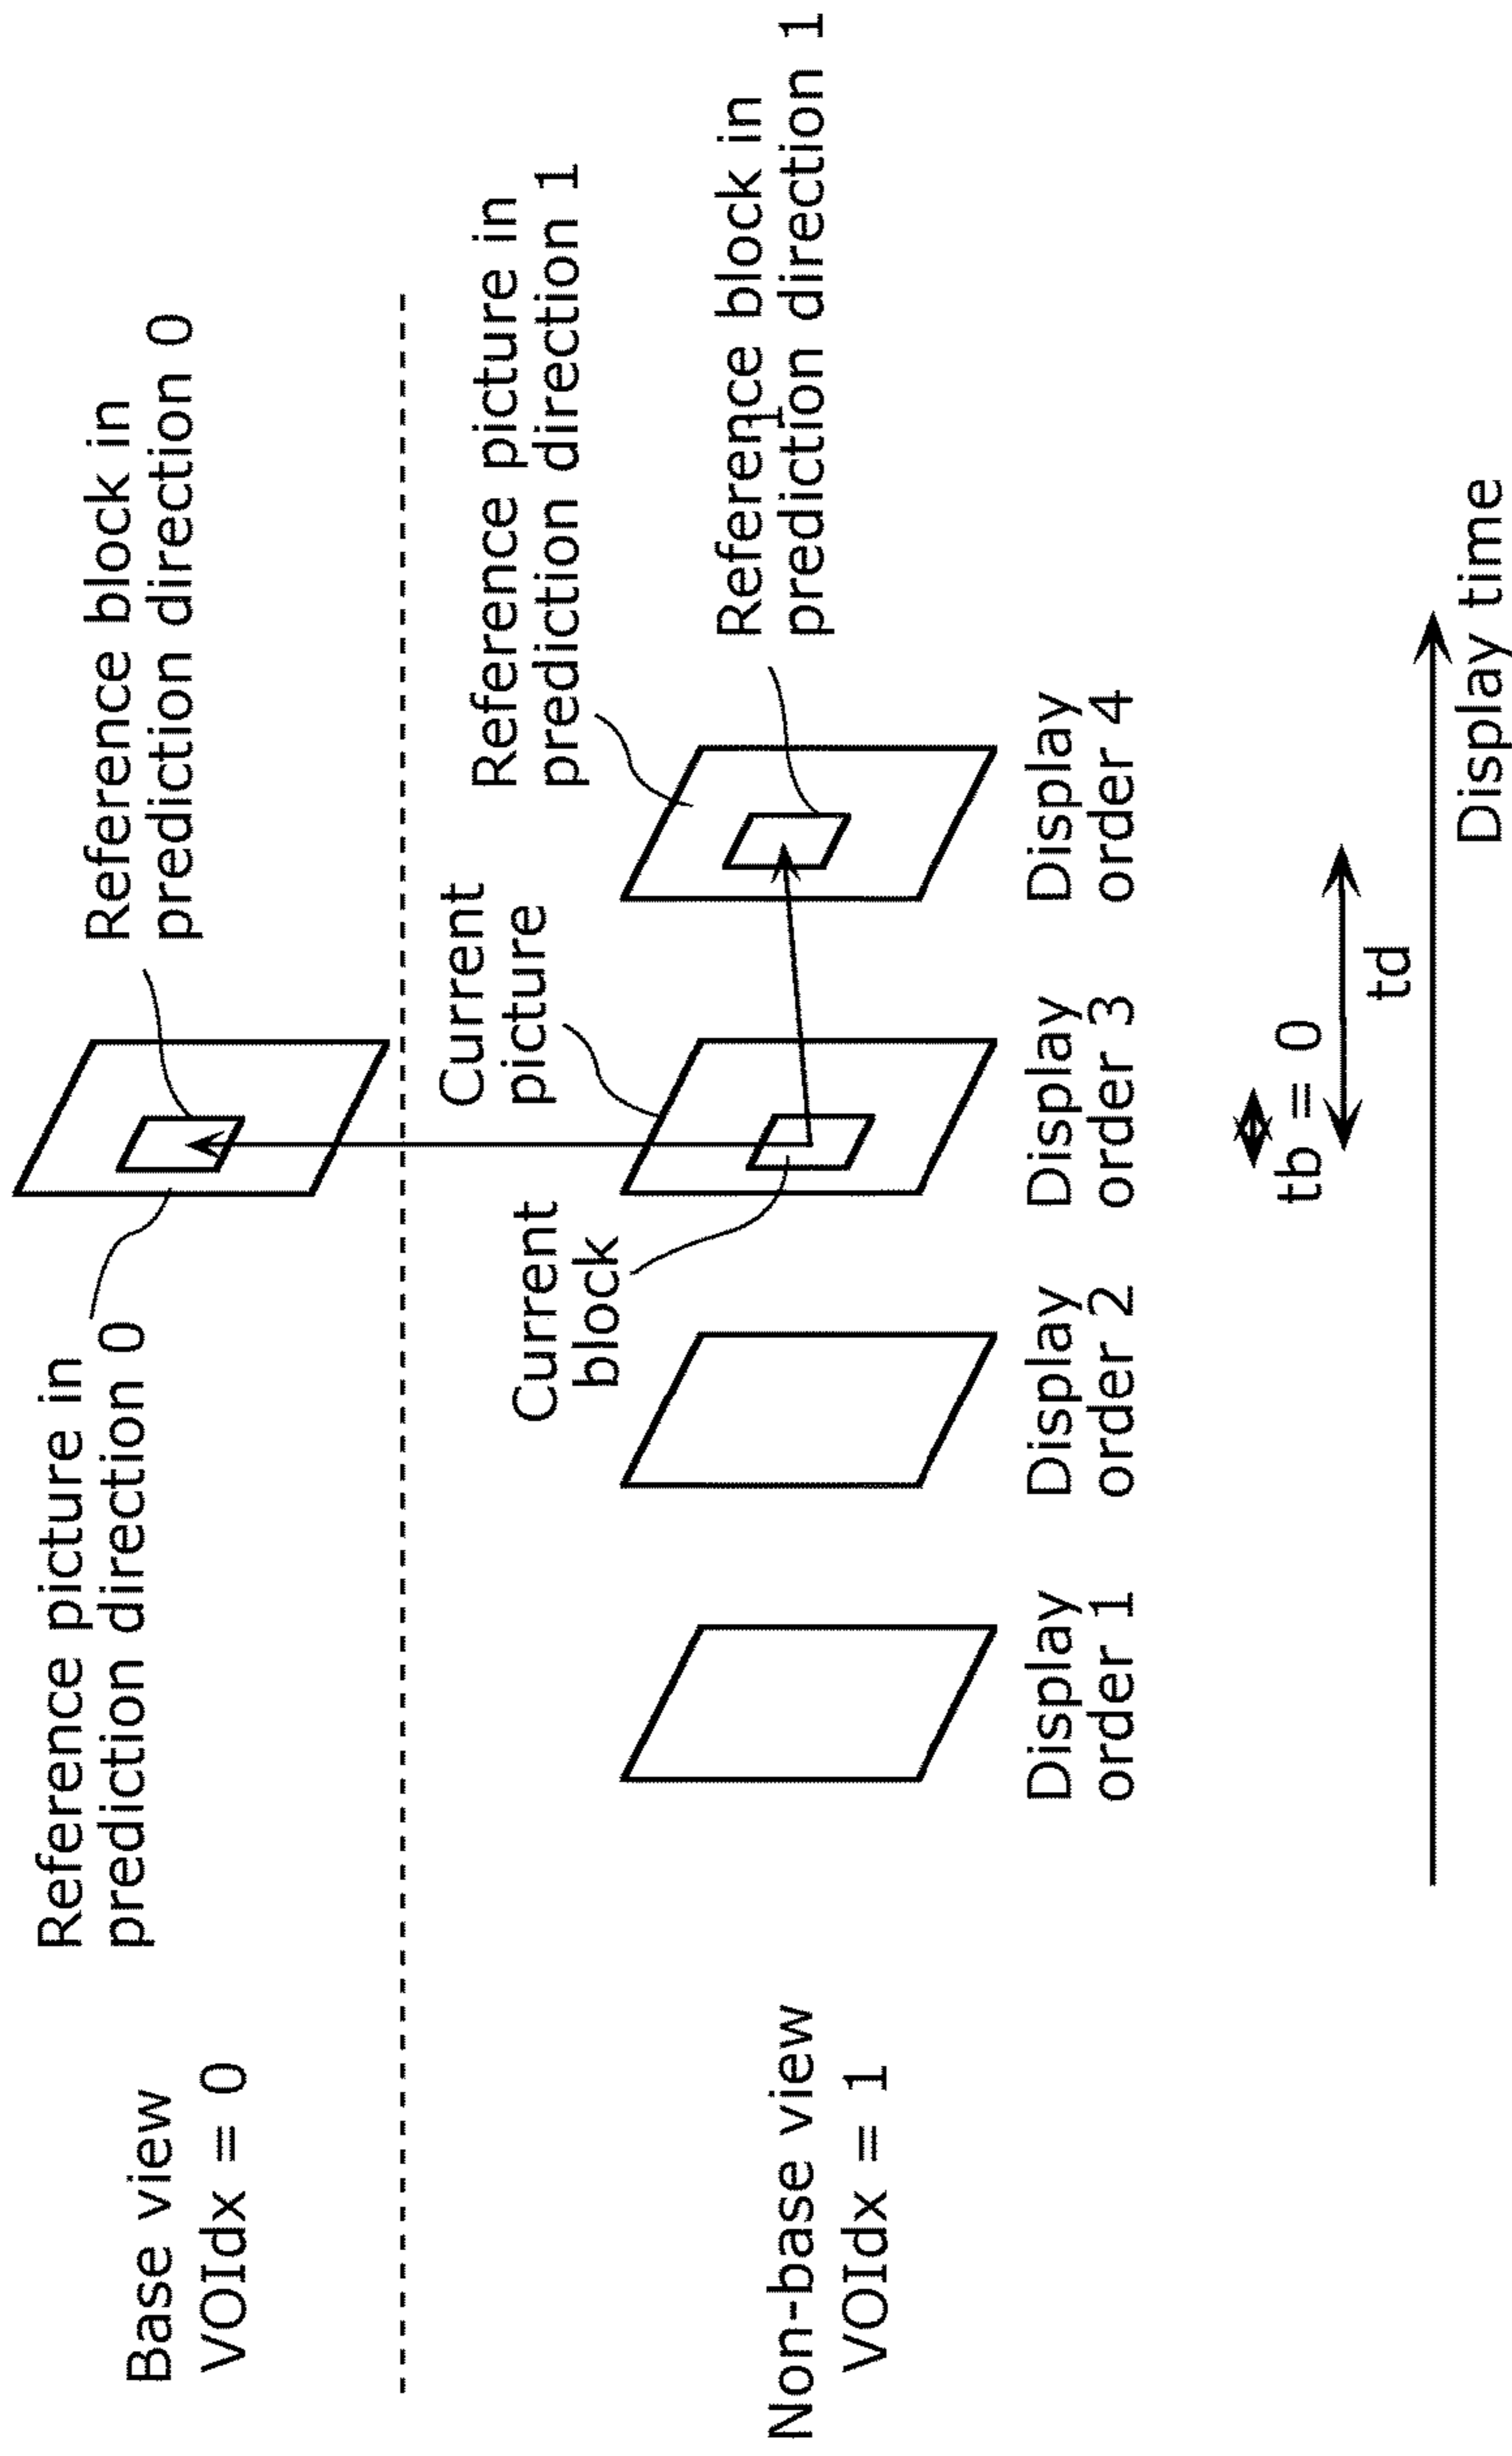 Reference picture in
prediction direction 0
Reference block in
prediction direction 0
Base view
VOIdx = 0
Current
picture
Reference picture in
prediction direction 1
Current
block
Reference block in
prediction direction 1
1
Non-base view
VOIdx = 1
Display
order 1
Display
order 2
Display
order 3
Display
order 4
tb = 0
td
Display time